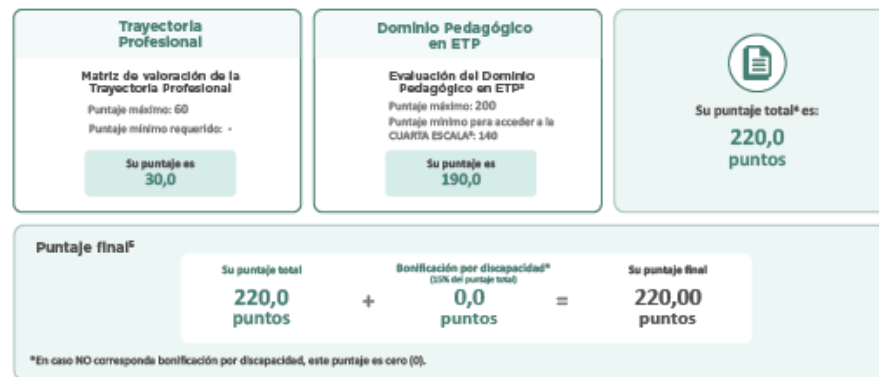 Trayectoria
Profesional
Matriz de valoración de la
Trayectoria Profesional
Puntaje máximo: 60
Puntaje mínimo requerido: -
Su puntaje es
30,0
Dominio Pedagógico
en ETP
Evaluación del Dominio
Pedagógico en ETP³
Puntaje máximo: 200
Puntaje mínimo para acceder a la
CUARTA ESCALA⁴: 140
Su puntaje es
190,0
Su puntaje total⁴ es:
220,0
puntos
Puntaje final⁵
Su puntaje total
220,0
puntos
+
Bonificación por discapacidad*
(15% del puntaje total)
0,0
puntos
=
Su puntaje final
220,00
puntos
*En caso NO corresponda bonificación por discapacidad, este puntaje es cero (0).